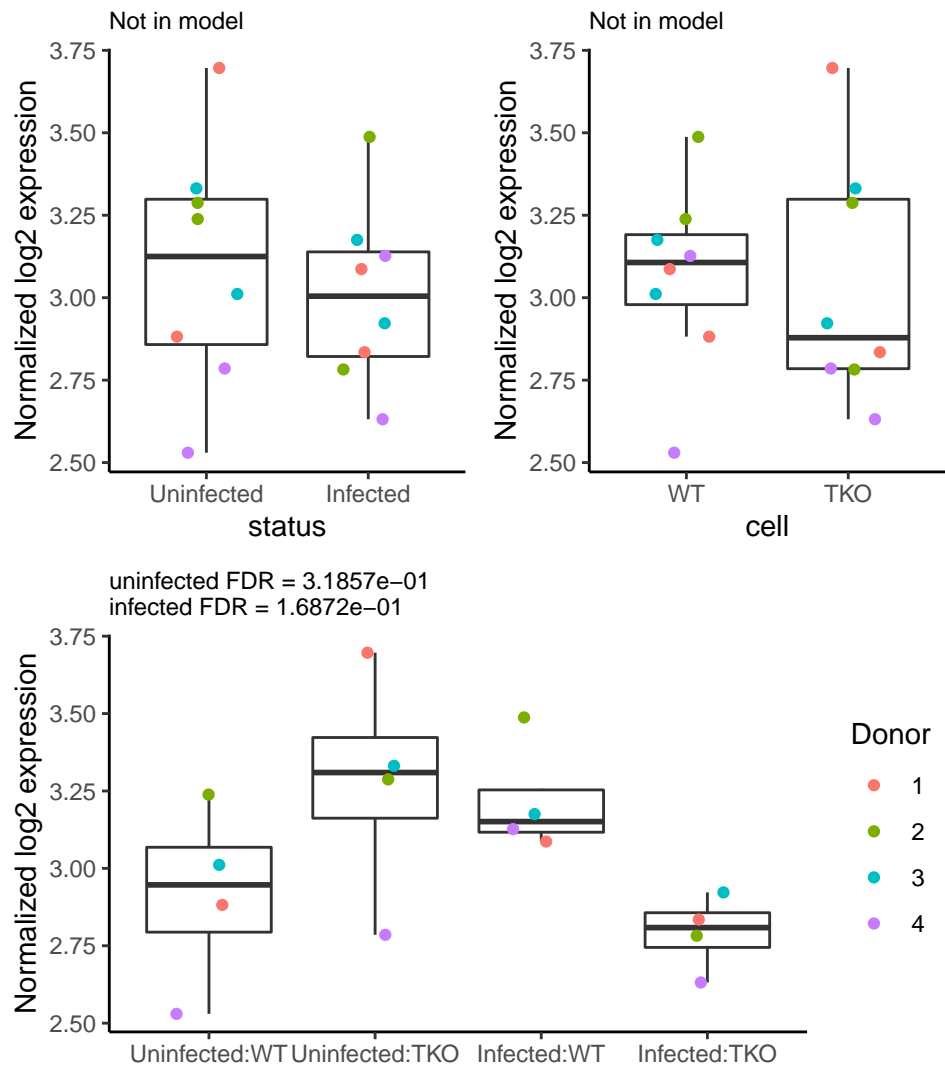 Not in model
3.75
3.50
3.25
3.00
2.75
2.50
Normalized log2 expression
Uninfected Infected
status
Not in model
3.75
3.50
3.25
3.00
2.75
2.50
Normalized log2 expression
WT TKO
cell
uninfected FDR = 3.1857e−01
infected FDR = 1.6872e−01
3.75
3.50
3.25
3.00
2.75
2.50
Normalized log2 expression
Uninfected:WT Uninfected:TKO Infected:WT Infected:TKO
Donor
1
2
3
4